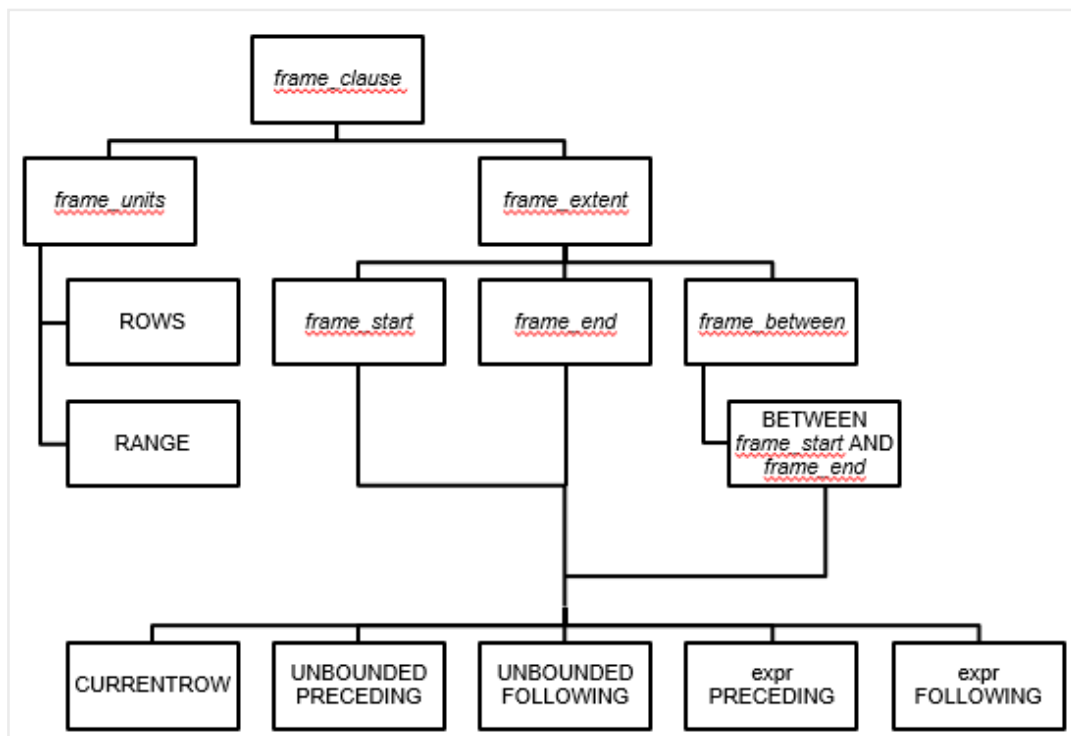 frame_clause
frame_units
frame_extent
ROWS
frame_start
frame_end
frame_between
RANGE
BETWEEN
frame_start AND
frame_end
CURRENTROW
UNBOUNDED
PRECEDING
UNBOUNDED
FOLLOWING
expr
PRECEDING
expr
FOLLOWING